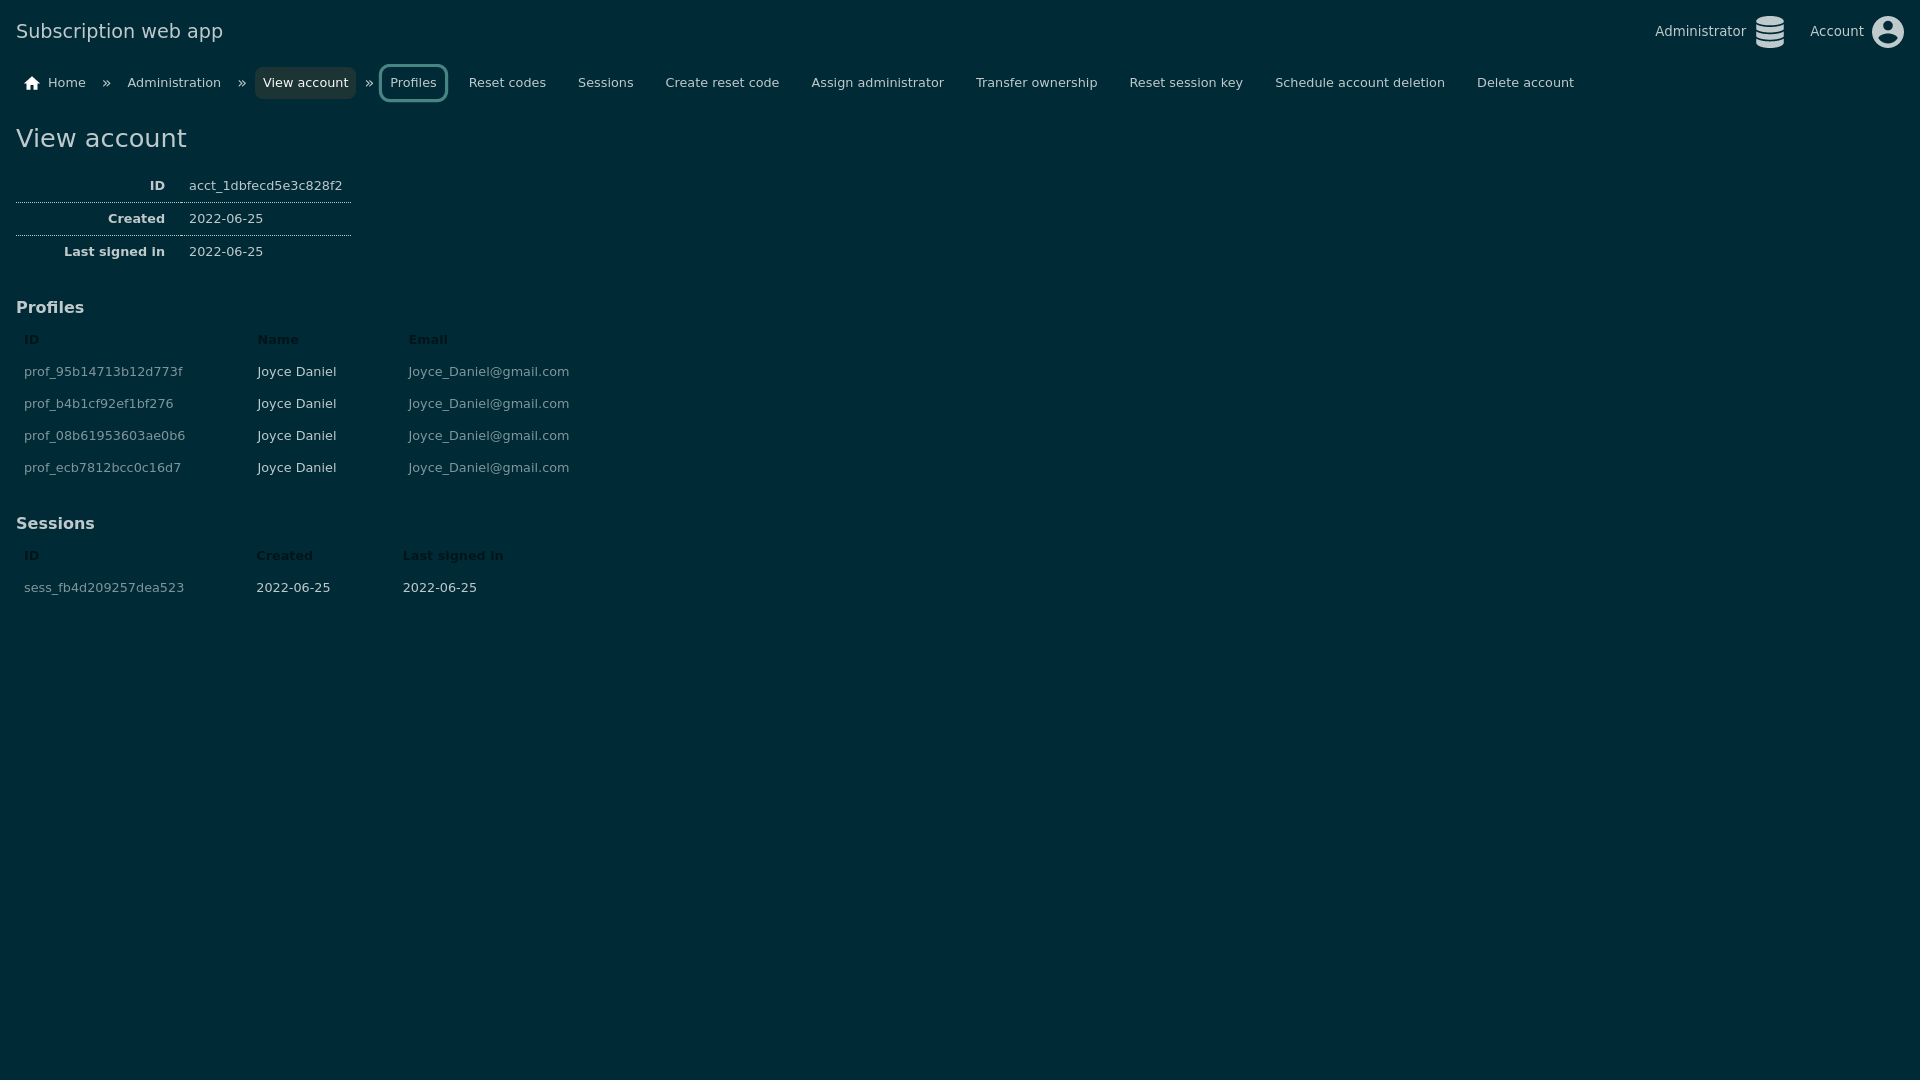 Subscription web app
Administrator Account
Home » Administration » View account » Profiles Reset codes Sessions Create reset code Assign administrator Transfer ownership Reset session key Schedule account deletion Delete account
View account
ID acct_1dbfecd5e3c828f2
Created 2022-06-25
Last signed in 2022-06-25
Profiles
ID Name Email
prof_95b14713b12d773f Joyce Daniel Joyce_Daniel@gmail.com
prof_b4b1cf92ef1bf276 Joyce Daniel Joyce_Daniel@gmail.com
prof_08b61953603ae0b6 Joyce Daniel Joyce_Daniel@gmail.com
prof_ecb7812bcc0c16d7 Joyce Daniel Joyce_Daniel@gmail.com
Sessions
ID Created Last signed in
sess_fb4d209257dea523 2022-06-25 2022-06-25